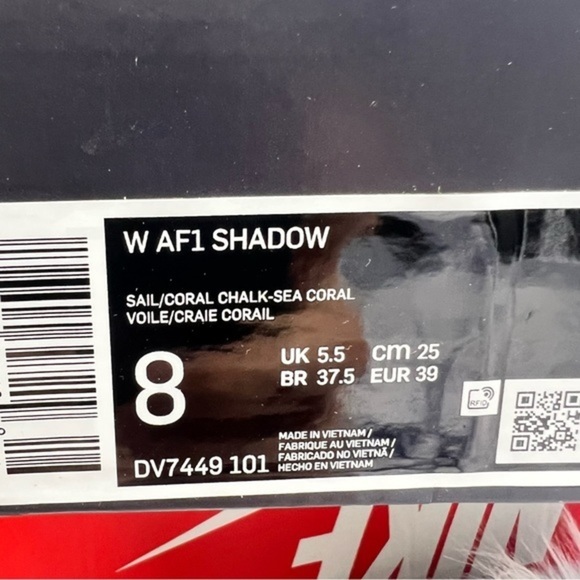 W AF1 SHADOW
SAIL/CORAL CHALK-SEA CORAL
VOILE/CRAIE CORAIL
8
UK 5.5 cm 25
BR 37.5 EUR 39
DV7449 101
MADE IN VIETNAM /
FABRIQUE AU VIETNAM /
FABRICADO NO VIETNÃ /
HECHO EN VIETNAM
RFID
NIKE